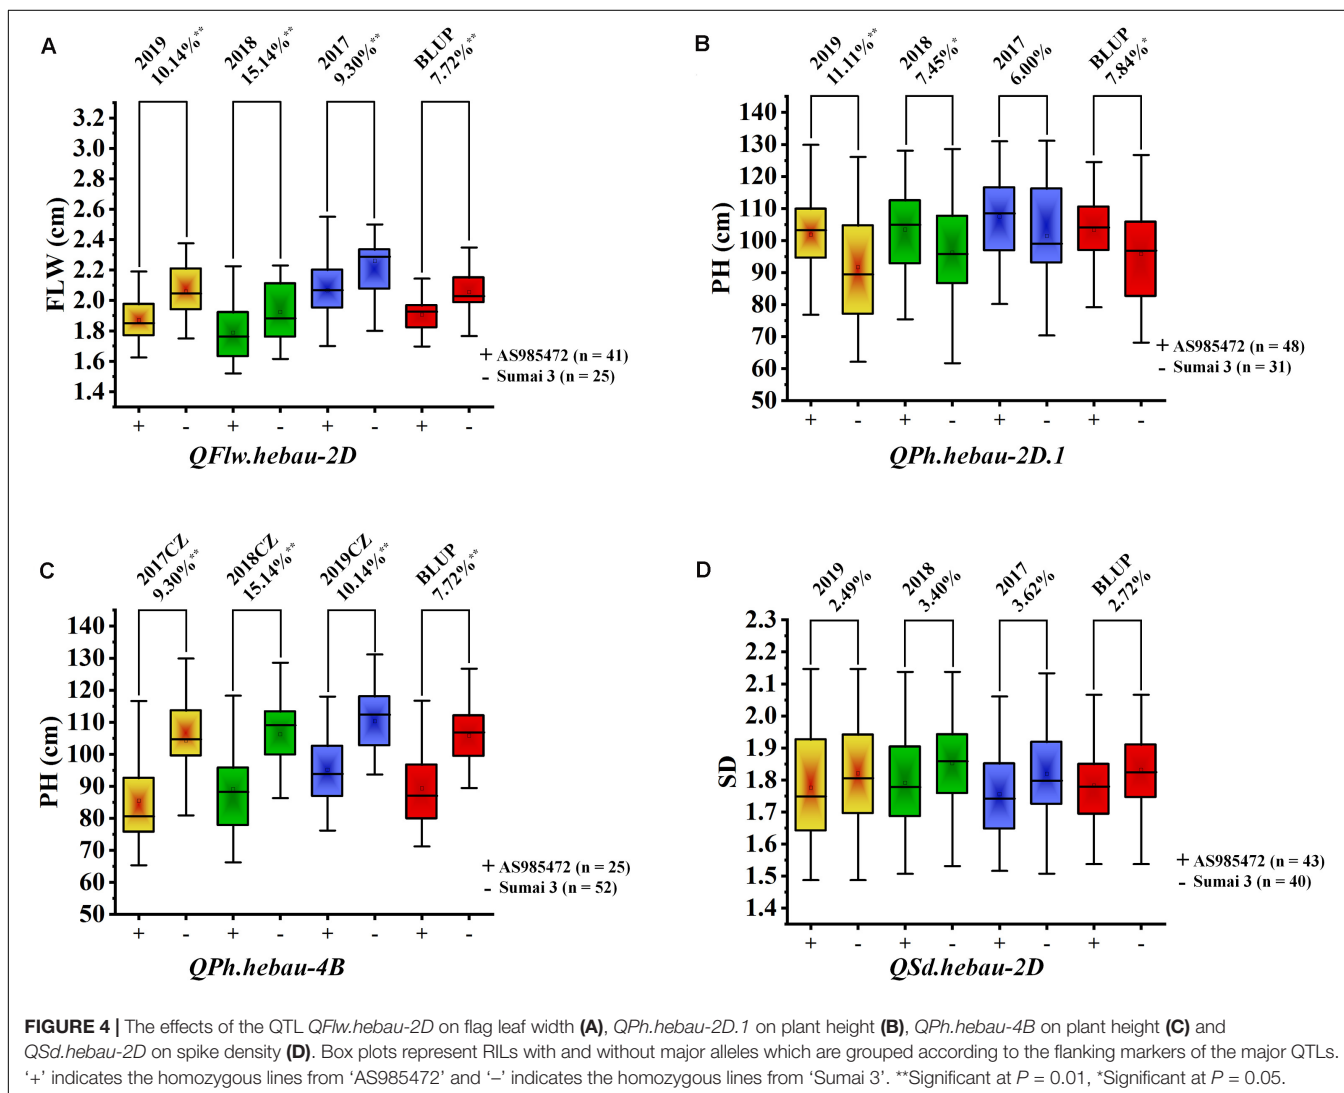 A
2019
10.14%**
2018
15.14%**
2017
9.30%**
BLUP
7.72%**
FLW (cm)
3.2
3.0
2.8
2.6
2.4
2.2
2.0
1.8
1.6
1.4
+ AS985472 (n = 41)
- Sumai 3 (n = 25)
+ - + - + - + -
QFlw.hebau-2D
B
2019
11.11%**
2018
7.45%*
2017
6.00%
BLUP
7.84%*
PH (cm)
140
130
120
110
100
90
80
70
60
50
+ AS985472 (n = 48)
- Sumai 3 (n = 31)
+ - + - + - + -
QPh.hebau-2D.1
C
2017CZ
9.30%**
2018CZ
15.14%**
2019CZ
10.14%**
BLUP
7.72%**
PH (cm)
140
130
120
110
100
90
80
70
60
50
+ AS985472 (n = 25)
- Sumai 3 (n = 52)
+ - + - + - + -
QPh.hebau-4B
D
2019
2.49%
2018
3.40%
2017
3.62%
BLUP
2.72%
SD
2.3
2.2
2.1
2.0
1.9
1.8
1.7
1.6
1.5
1.4
+ AS985472 (n = 43)
- Sumai 3 (n = 40)
+ - + - + - + -
QSd.hebau-2D
FIGURE 4 | The effects of the QTL QFlw.hebau-2D on flag leaf width (A), QPh.hebau-2D.1 on plant height (B), QPh.hebau-4B on plant height (C) and
QSd.hebau-2D on spike density (D). Box plots represent RILs with and without major alleles which are grouped according to the flanking markers of the major QTLs.
‘+’ indicates the homozygous lines from ‘AS985472’ and ‘–’ indicates the homozygous lines from ‘Sumai 3’. **Significant at P = 0.01, *Significant at P = 0.05.